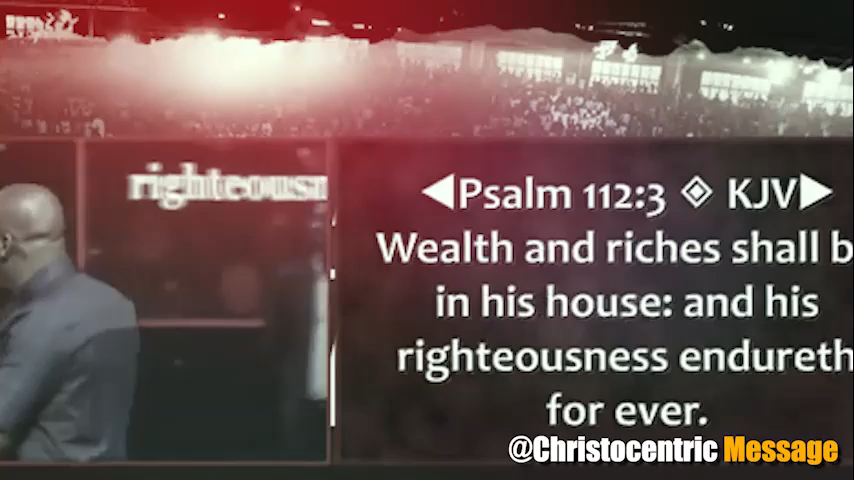 righteousn
◀Psalm 112:3 ◈ KJV▶
Wealth and riches shall b
in his house: and his
righteousness endureth
for ever.
@Christocentric Message